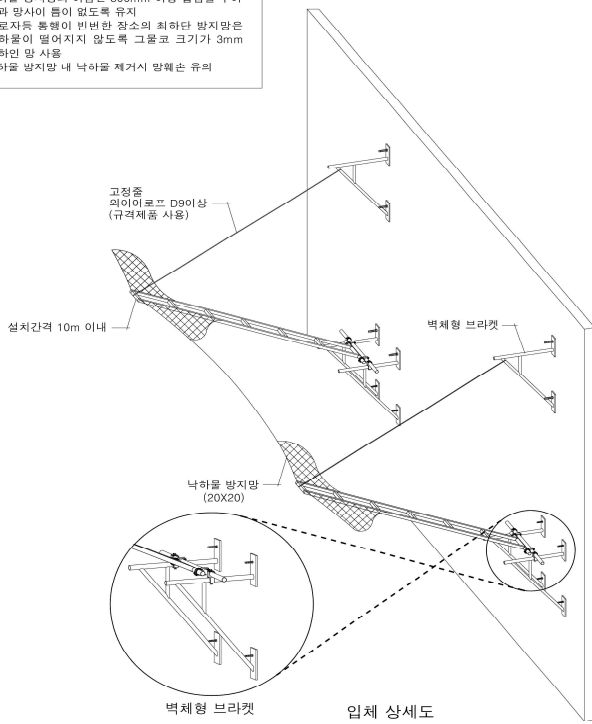 과 망사이 틈이 없도록 유지
로자등 통행이 빈번한 장소의 최하단 방지망은
하물이 떨어지지 않도록 그물코 크기가 3mm
하인 망 사용
하물 방지망 내 낙하물 제거시 망훼손 유의
고정줄
와이어로프 D9이상
(규격제품 사용)
설치간격 10m 이내
벽체형 브라켓
낙하물 방지망
(20X20)
벽체형 브라켓
입체 상세도